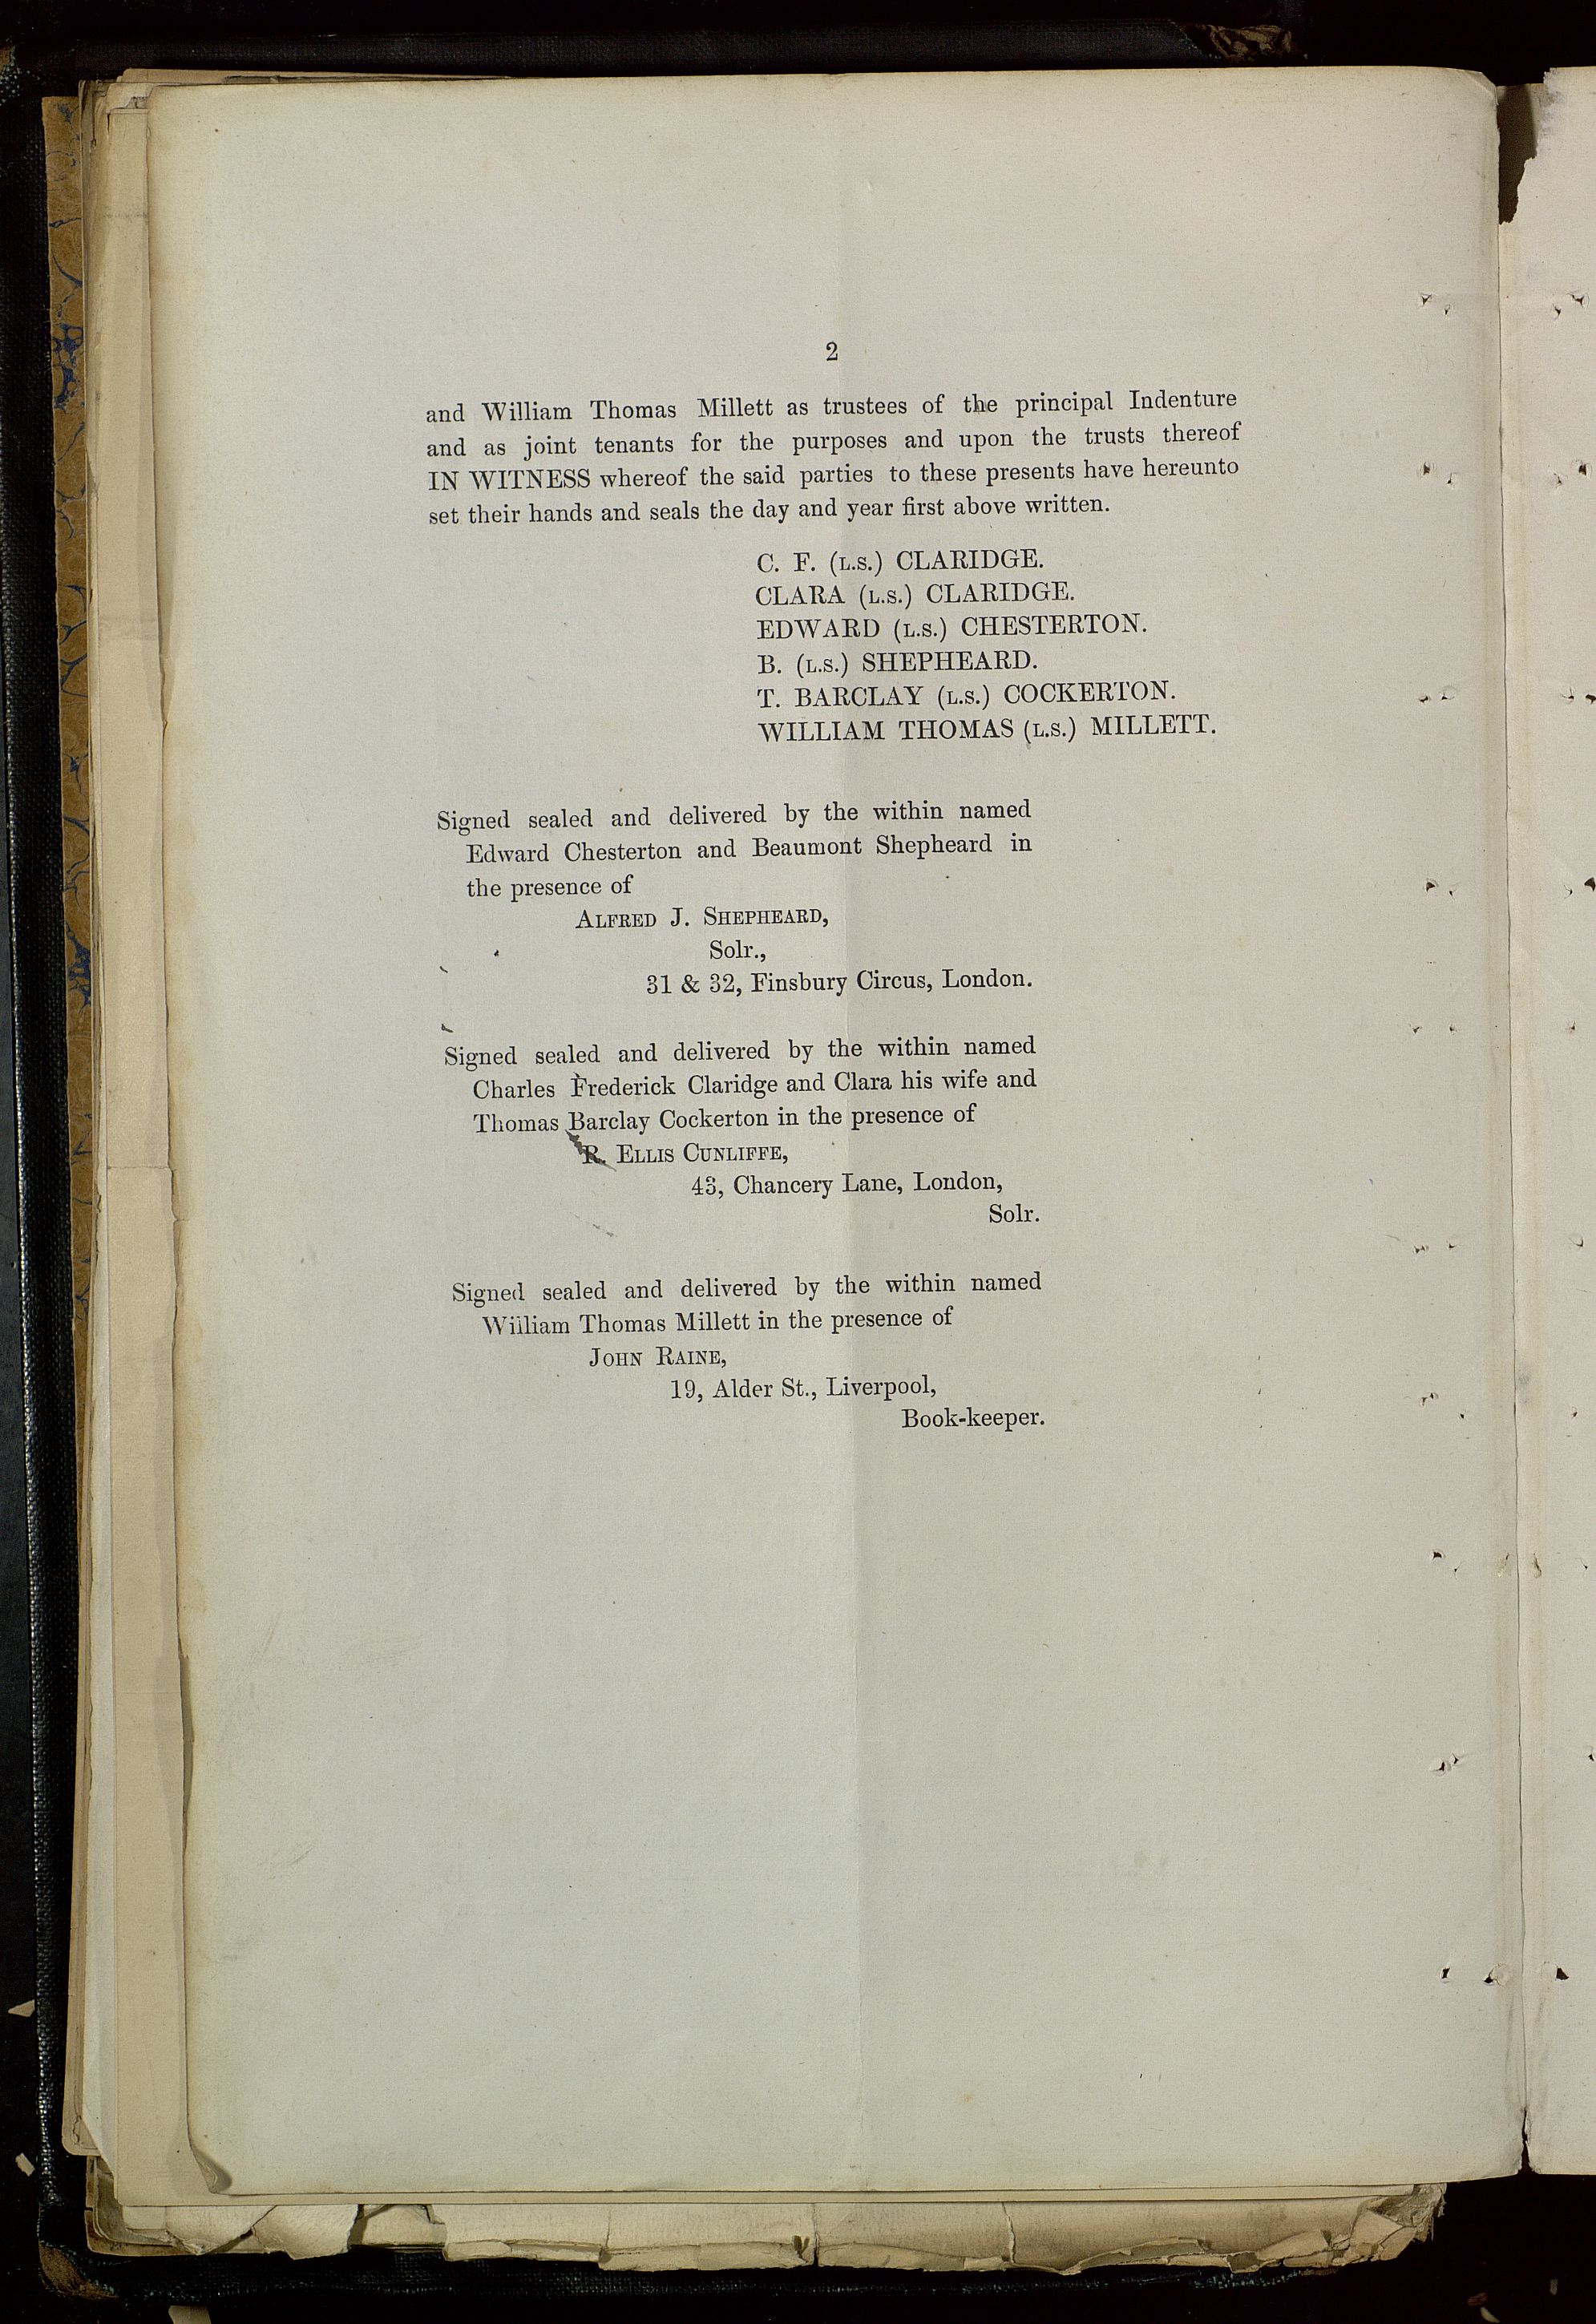 2
and William Thomas Millett as trustees of the principal Indenture
and as joint tenants for the purposes and upon the trusts thereof
IN WITNESS whereof the said parties to these presents have hereunto
set their hands and seals the day and year first above written.
C. F. (L.S.) CLARIDGE.
CLARA (L.S.) CLARIDGE.
EDWARD (L.S.) CHESTERTON.
B. (L.S.) SHEPHEARD.
T. BARCLAY (L.S.) COCKERTON.
WILLIAM THOMAS (L.S.) MILLETT.
Signed sealed and delivered by the within named
Edward Chesterton and Beaumont Shepheard in
the presence of
ALFRED J. SHEPHEARD,
Solr.,
31 & 32, Finsbury Circus, London.
Signed sealed and delivered by the within named
Charles Frederick Claridge and Clara his wife and
Thomas Barclay Cockerton in the presence of
R. ELLIS CUNLIFFE,
43, Chancery Lane, London,
Solr.
Signed sealed and delivered by the within named
William Thomas Millett in the presence of
JOHN RAINE,
19, Alder St., Liverpool,
Book-keeper.